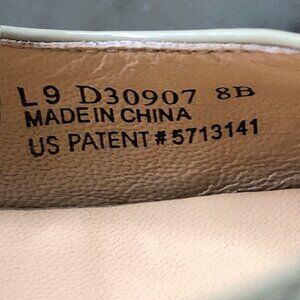 L9 D30907 8B
MADE IN CHINA
US PATENT # 5713141